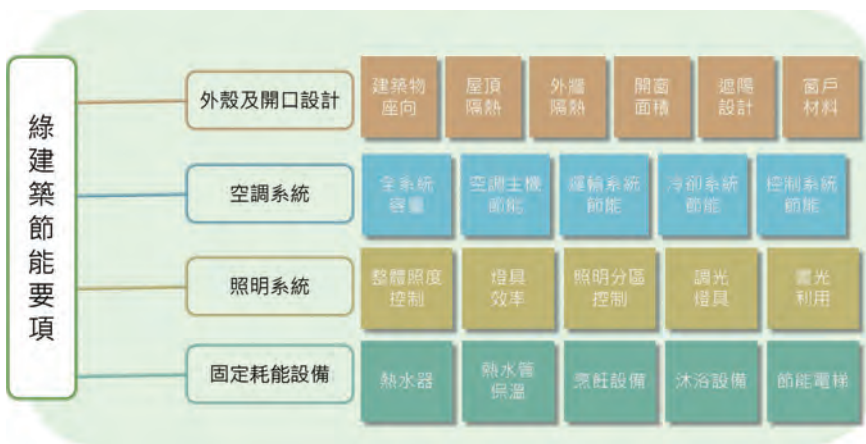 綠建築節能要項
外殼及開口設計
建築物
座向
屋頂
隔熱
外牆
隔熱
開窗
面積
遮陽
設計
窗戶
材料
空調系統
全系統
容量
空調主機
節能
運輸系統
節能
冷卻系統
節能
控制系統
節能
照明系統
整體照度
控制
燈具
效率
照明分區
控制
調光
燈具
晝光
利用
固定耗能設備
熱水器
熱水管
保溫
烹飪設備
沐浴設備
節能電梯